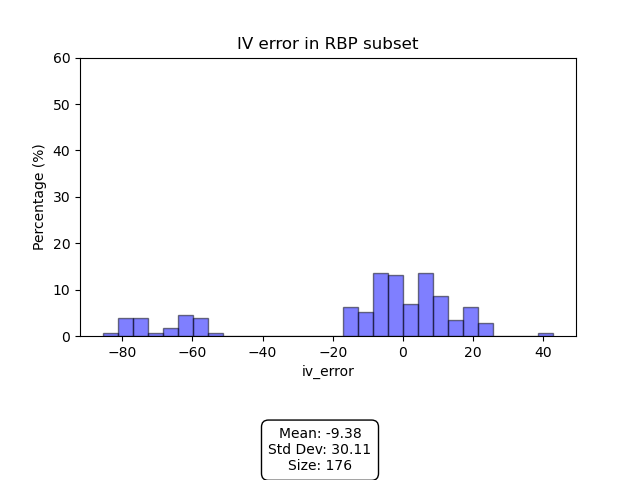 IV error in RBP subset
60
50
40
30
20
10
0
Percentage (%)
−80
−60
−40
−20
0
20
40
iv_error
Mean: -9.38
Std Dev: 30.11
Size: 176